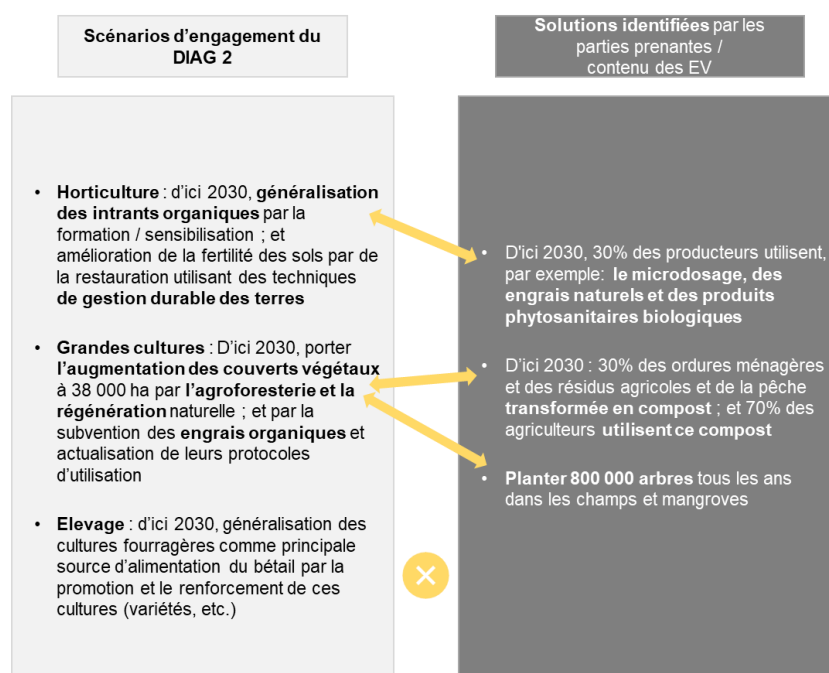 Scénarios d’engagement du
DIAG 2
Solutions identifiées par les
parties prenantes /
contenu des EV
• Horticulture : d’ici 2030, généralisation
des intrants organiques par la
formation / sensibilisation ; et
amélioration de la fertilité des sols par de
la restauration utilisant des techniques
de gestion durable des terres
• Grandes cultures : D’ici 2030, porter
l’augmentation des couverts végétaux
à 38 000 ha par l’agroforesterie et la
régénération naturelle ; et par la
subvention des engrais organiques et
actualisation de leurs protocoles
d’utilisation
• Elevage : d’ici 2030, généralisation des
cultures fourragères comme principale
source d’alimentation du bétail par la
promotion et le renforcement de ces
cultures (variétés, etc.)
• D'ici 2030, 30% des producteurs utilisent,
par exemple: le microdosage, des
engrais naturels et des produits
phytosanitaires biologiques
• D’ici 2030 : 30% des ordures ménagères
et des résidus agricoles et de la pêche
transformée en compost ; et 70% des
agriculteurs utilisent ce compost
• Planter 800 000 arbres tous les ans
dans les champs et mangroves